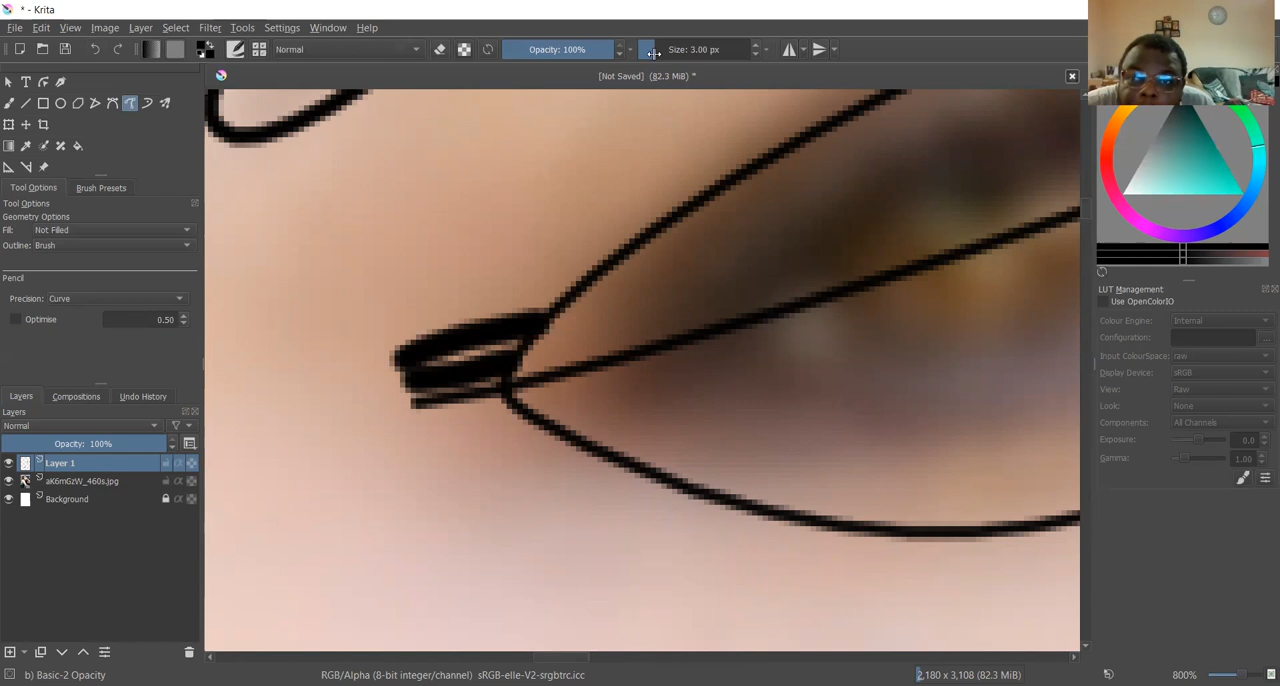 * - Krita
File Edit View Image Layer Select Filter Tools Settings Window Help
Normal Opacity: 100% Size: 3.00 px
[Not Saved] (82.3 MiB) *
Tool Options Brush Presets
Tool Options
Geometry Options
Fill: Not Filled
Outline: Brush
Pencil
Precision: Curve
Optimise 0.50
Layers Compositions Undo History
Layers
Normal
Opacity: 100%
Layer 1
aK6mGzW_460s.jpg
Background
LUT Management
Use OpenColorIO
Colour Engine: Internal
Configuration: ...
Input ColourSpace: raw
Display Device: sRGB
View: Raw
Look: None
Components: All Channels
Exposure: 0.0
Gamma: 1.00
b) Basic-2 Opacity RGB/Alpha (8-bit integer/channel) sRGB-elle-V2-srgbtrc.icc 2,180 x 3,108 (82.3 MiB) 800%